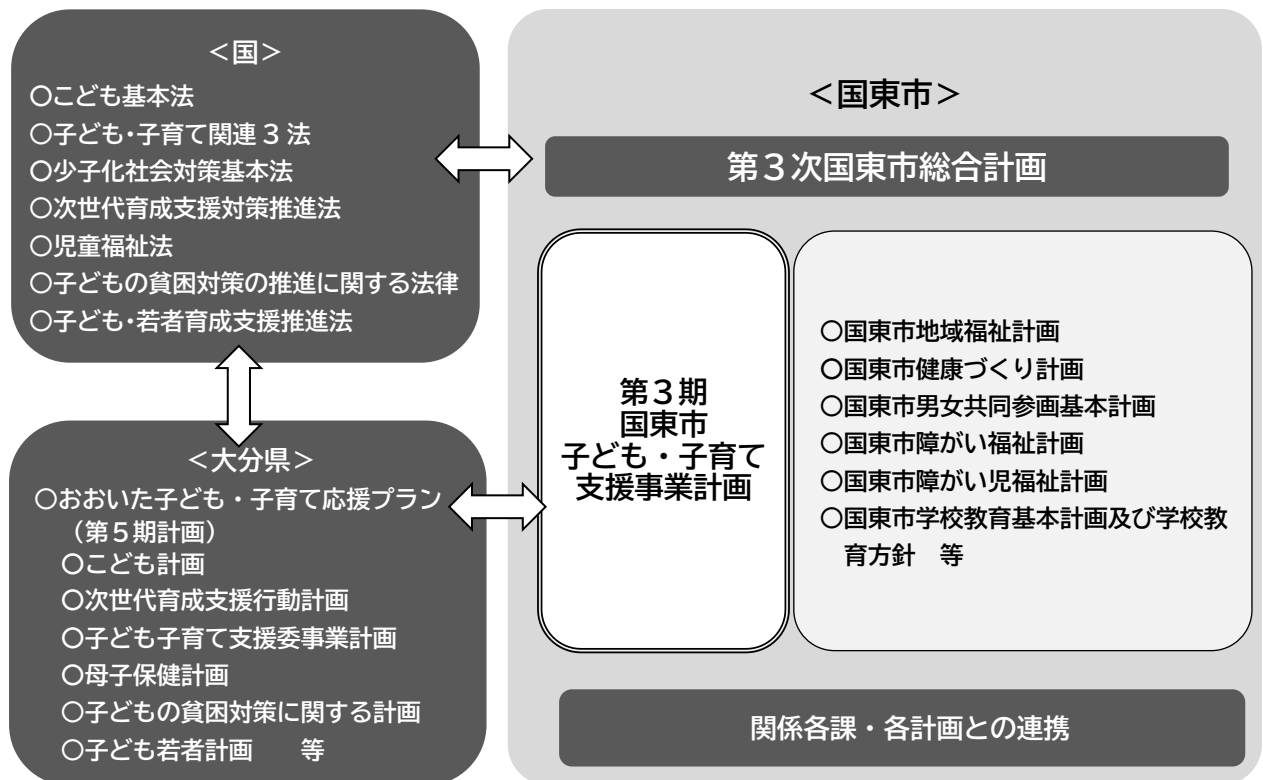 ＜国＞
○こども基本法
○子ども・子育て関連３法
○少子化社会対策基本法
○次世代育成支援対策推進法
○児童福祉法
○子どもの貧困対策の推進に関する法律
○子ども・若者育成支援推進法
＜大分県＞
○おおいた子ども・子育て応援プラン
（第５期計画）
○こども計画
○次世代育成支援行動計画
○子ども子育て支援委事業計画
○母子保健計画
○子どもの貧困対策に関する計画
○子ども若者計画　　等
＜国東市＞
第３次国東市総合計画
第３期
国東市
子ども・子育て
支援事業計画
○国東市地域福祉計画
○国東市健康づくり計画
○国東市男女共同参画基本計画
○国東市障がい福祉計画
○国東市障がい児福祉計画
○国東市学校教育基本計画及び学校教
育方針　等
関係各課・各計画との連携